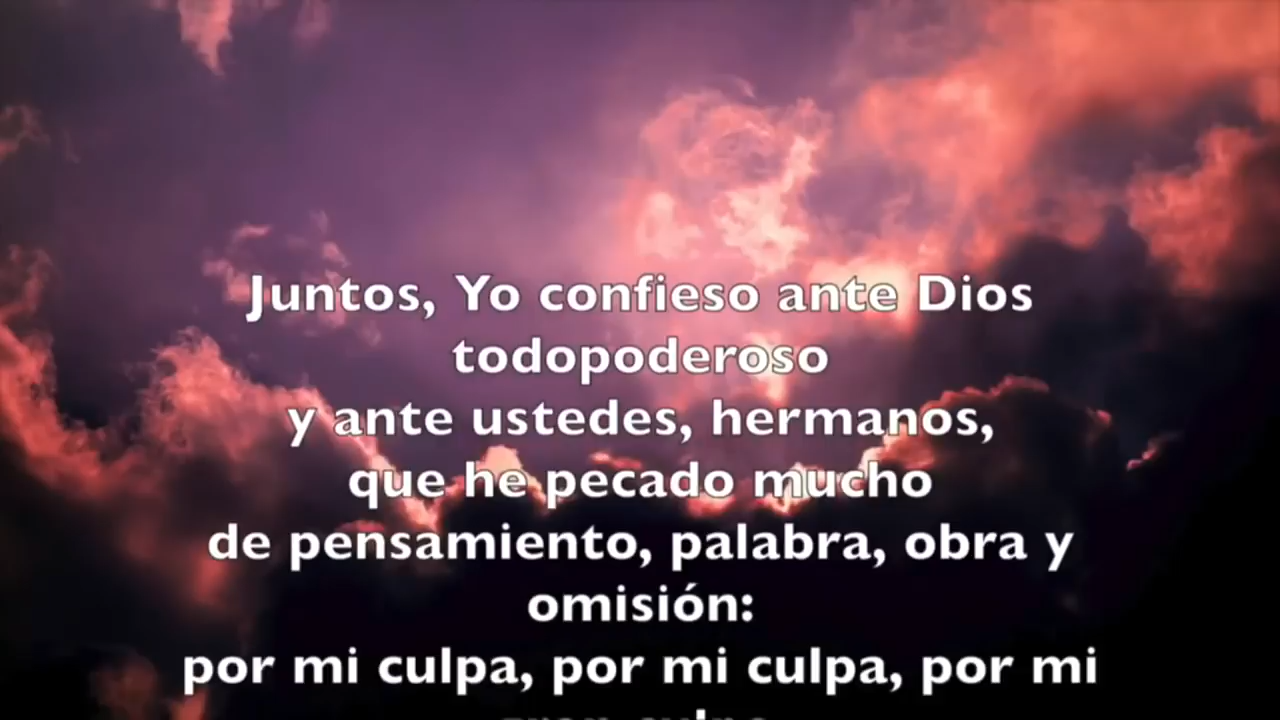 Juntos, Yo confieso ante Dios
todopoderoso
y ante ustedes, hermanos,
que he pecado mucho
de pensamiento, palabra, obra y
omisión:
por mi culpa, por mi culpa, por mi